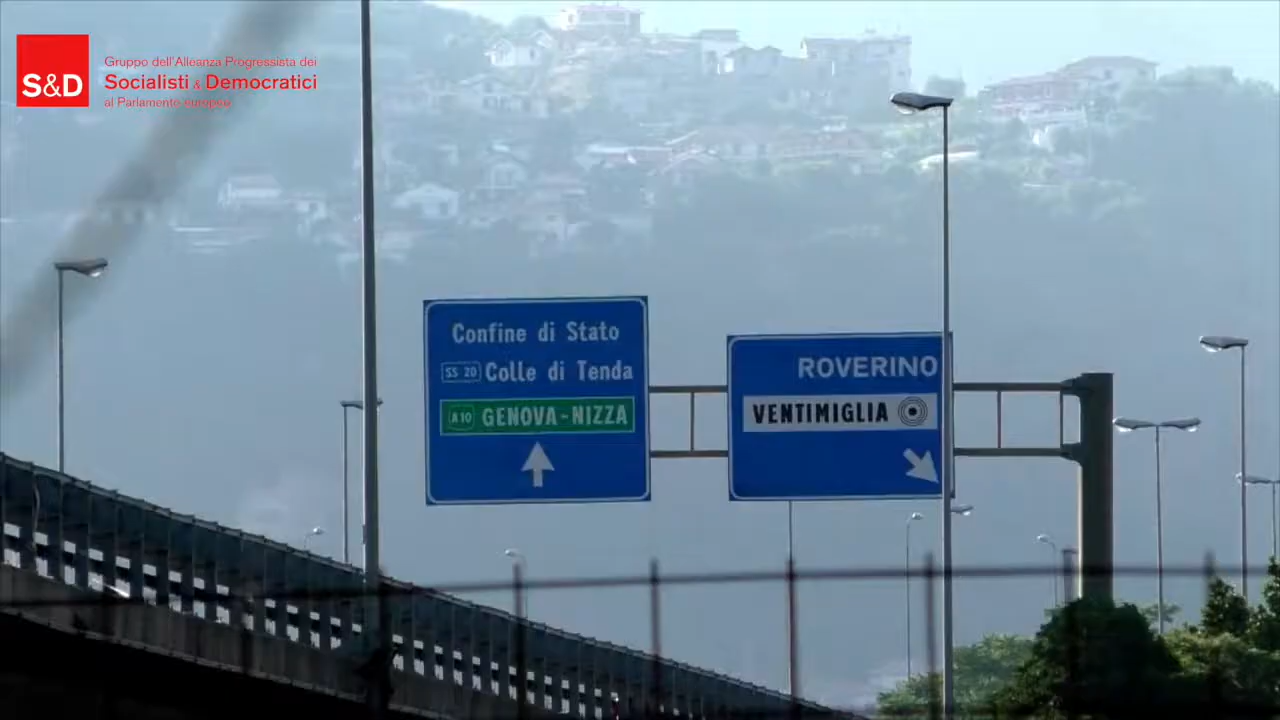 S&D
Gruppo dell'Alleanza Progressista dei
Socialisti & Democratici
al Parlamento europeo
Confine di Stato
SS 20 Colle di Tenda
A10 GENOVA-NIZZA
ROVERINO
VENTIMIGLIA